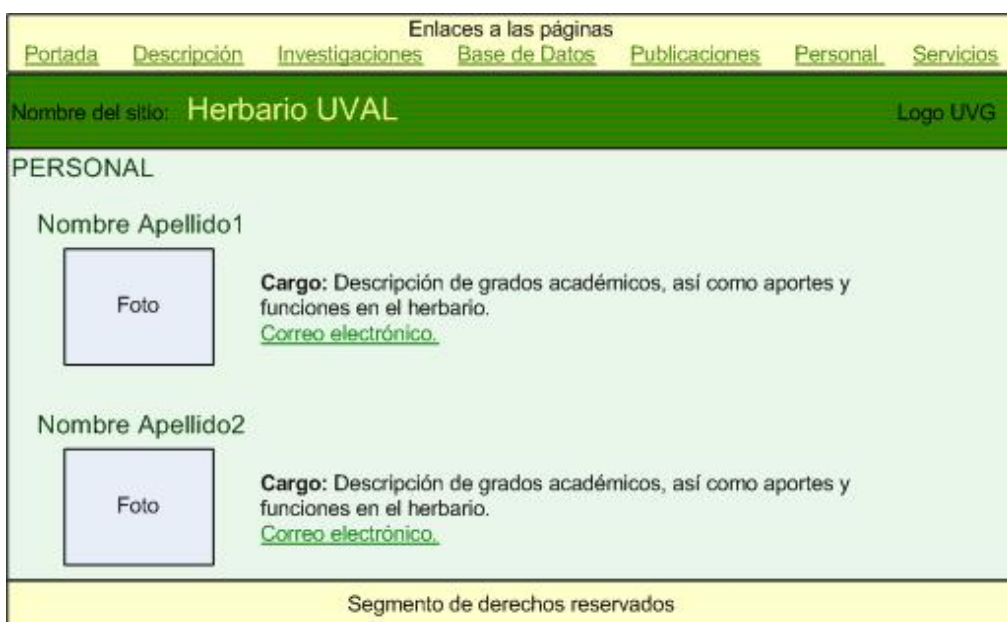 Enlaces a las páginas
Portada Descripción Investigaciones Base de Datos Publicaciones Personal Servicios
Nombre del sitio: Herbario UVAL Logo UVG
PERSONAL
Nombre Apellido1
Foto
Cargo: Descripción de grados académicos, así como aportes y
funciones en el herbario.
Correo electrónico.
Nombre Apellido2
Foto
Cargo: Descripción de grados académicos, así como aportes y
funciones en el herbario.
Correo electrónico.
Segmento de derechos reservados